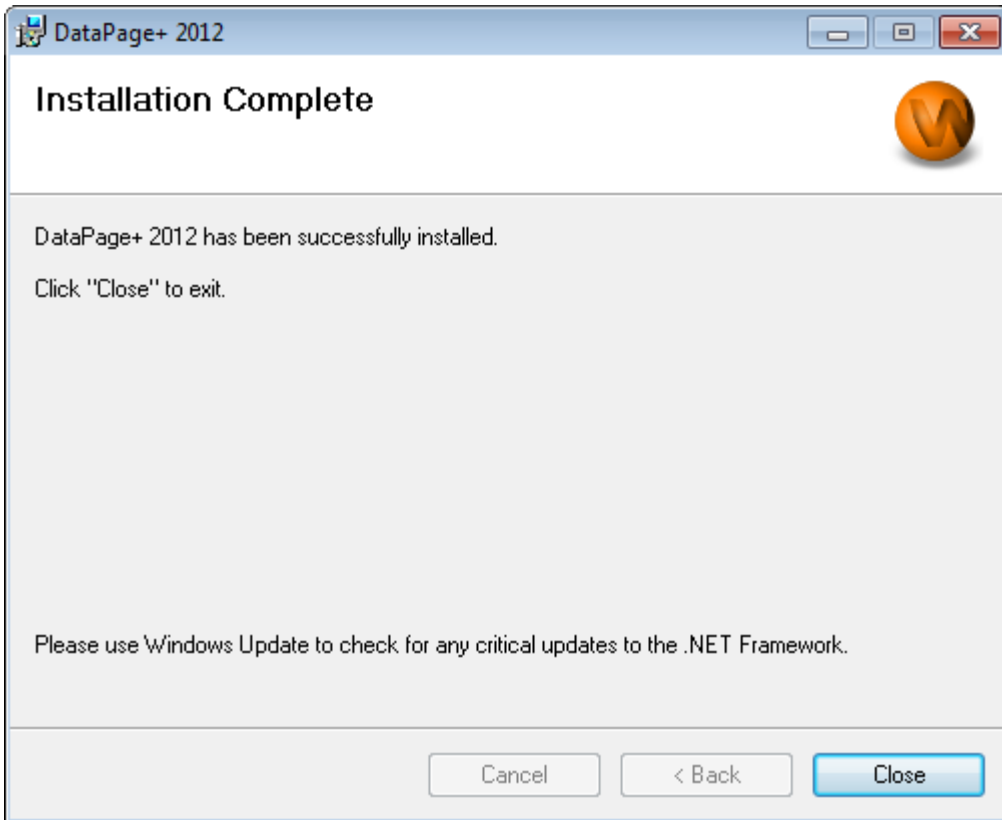 DataPage+ 2012
Installation Complete
W
DataPage+ 2012 has been successfully installed.
Click "Close" to exit.
Please use Windows Update to check for any critical updates to the .NET Framework.
Cancel
< Back
Close